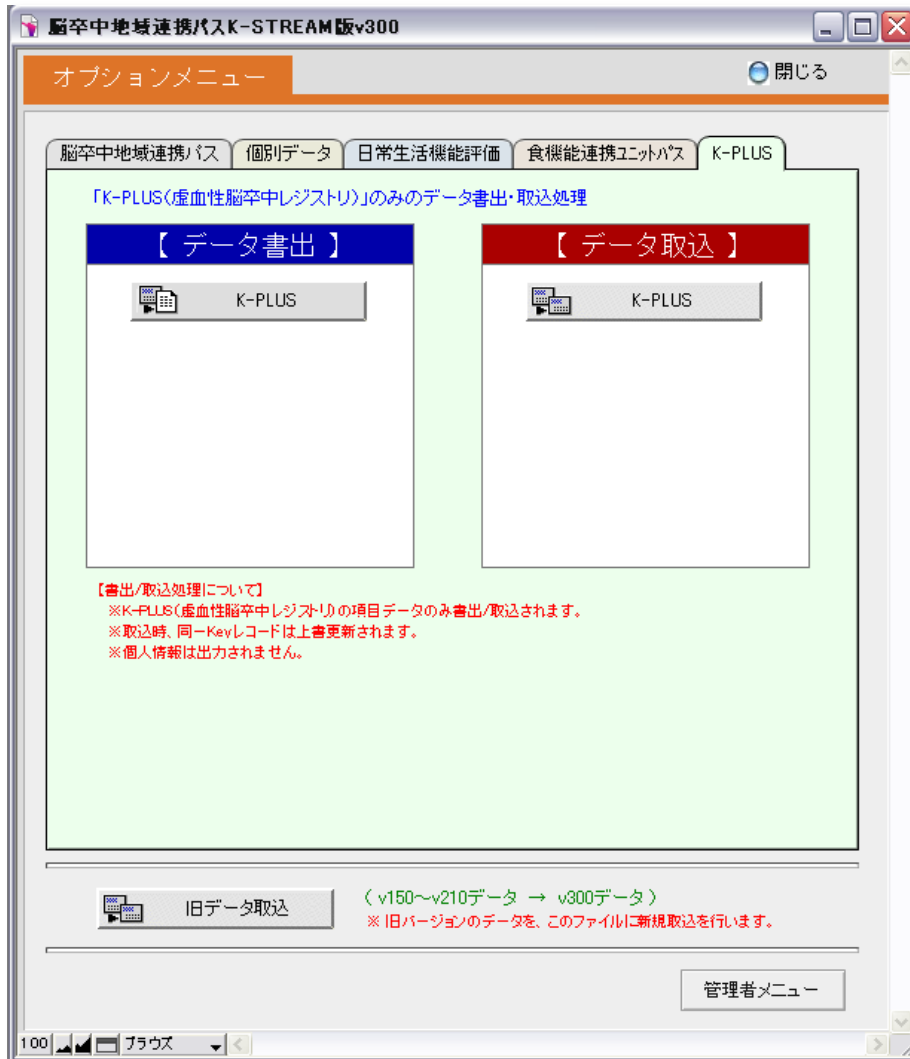 脳卒中地域連携パスK-STREAM版v300
オプションメニュー
閉じる
脳卒中地域連携パス 個別データ 日常生活機能評価 食機能連携ユニットパス K-PLUS
「K-PLUS(虚血性脳卒中レジストリ)」のみのデータ書出・取込処理
【 データ書出 】 【 データ取込 】
K-PLUS K-PLUS
【書出/取込処理について】
※K-PLUS(虚血性脳卒中レジストリ)の項目データのみ書出/取込されます。
※取込時、同一Keyレコードは上書更新されます。
※個人情報は出力されません。
旧データ取込 ( v150~v210データ → v300データ )
※ 旧バージョンのデータを、このファイルに新規取込を行います。
管理者メニュー
100 ブラウズ